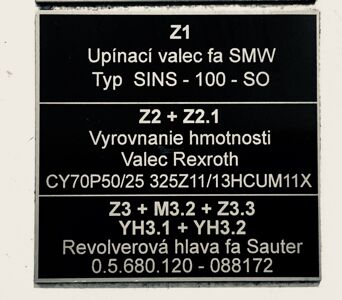 Z1
Upínací valec fa SMW
Typ SINS - 100 - SO
Z2 + Z2.1
Vyrovnanie hmotnosti
Valec Rexroth
CY70P50/25 325Z11/13HCUM11X
Z3 + M3.2 + Z3.3
YH3.1 + YH3.2
Revolverová hlava fa Sauter
0.5.680.120 - 088172